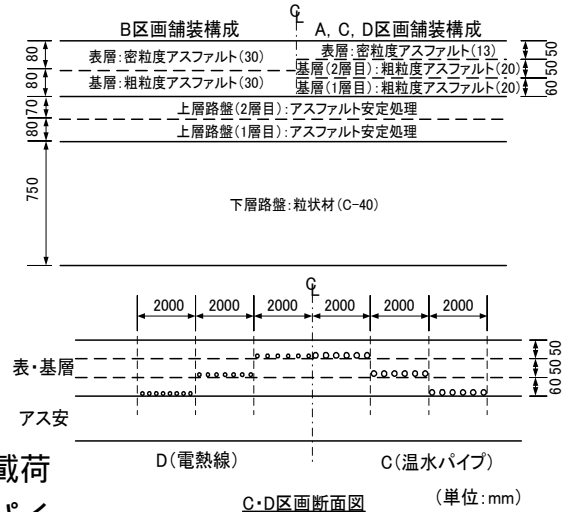 ℄
B区画舗装構成 A, C, D区画舗装構成
80 表層:密粒度アスファルト(30) 表層:密粒度アスファルト(13) 50
基層(2層目):粗粒度アスファルト(20) 50
80 基層:粗粒度アスファルト(30) 基層(1層目):粗粒度アスファルト(20) 60
70 上層路盤(2層目):アスファルト安定処理
80 上層路盤(1層目):アスファルト安定処理
750 下層路盤:粒状材(C-40)
℄
2000 2000 2000 2000 2000 2000
表・基層 50
50
60
アス安
D(電熱線) C(温水パイプ)
載荷
パイ
C・D区画断面図 (単位:mm)